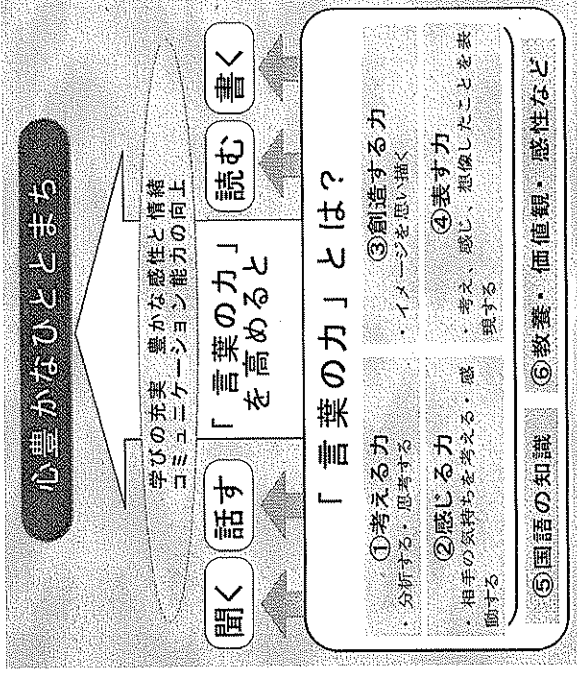 心豊かなひととまち
学びの充実 豊かな感性と情緒
コミュニケーション能力の向上
聞く
話す
「言葉の力」
を高めると
読む
書く
「言葉の力」とは?
①考える力
・分析する・思考する
②感じる力
・相手の気持ちを考える・感
動する
③創造する力
・イメージを思い描く
④表す力
・考え、感じ、想像したことを表
現する
⑤国語の知識
⑥教養・価値観・感性など